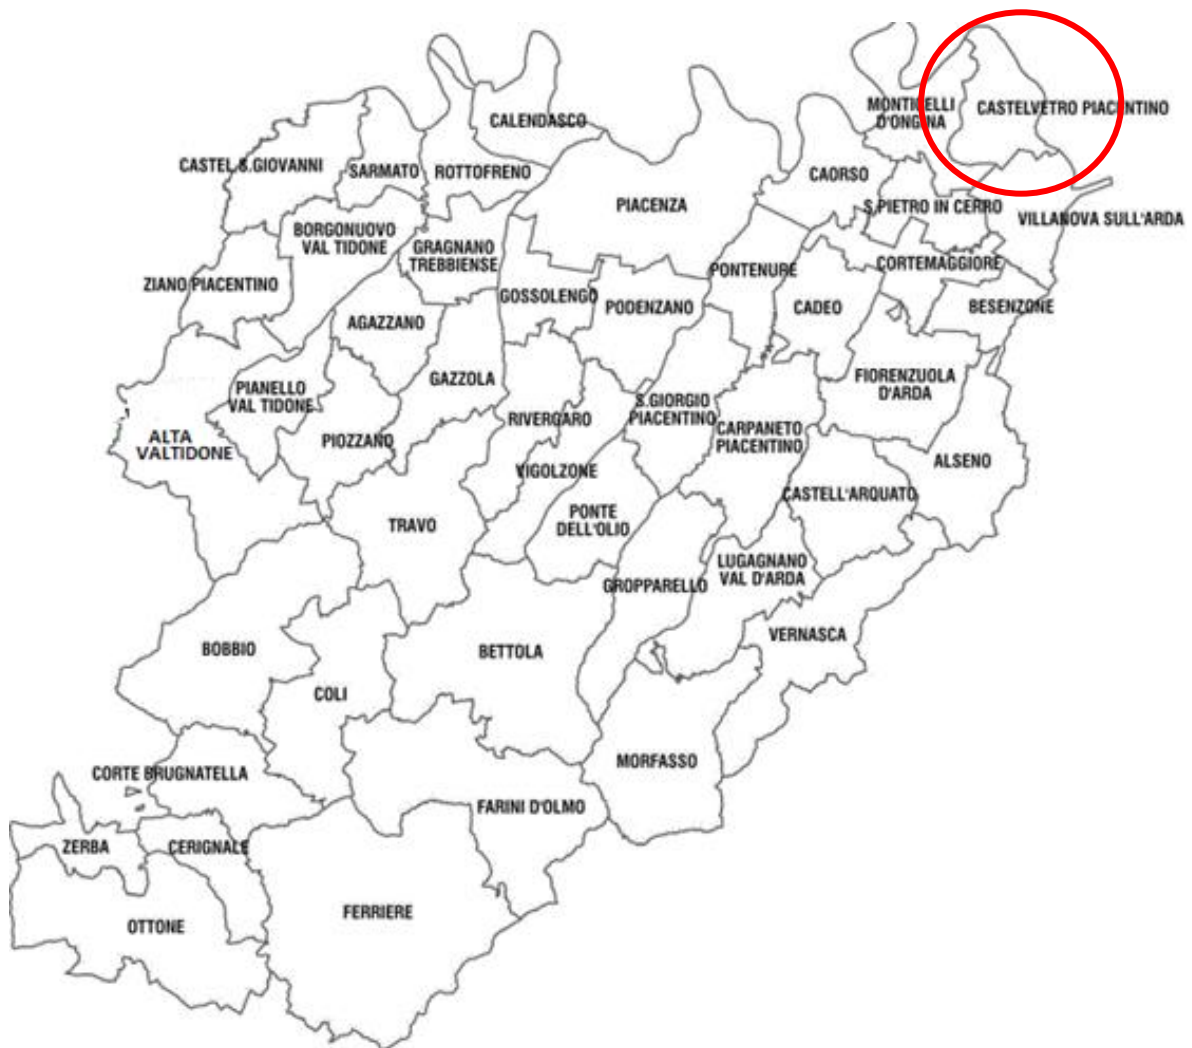 MONTICELLI
D'ONGINA
CASTELVETRO PIACENTINO
CALENDASCO
CASTEL S.GIOVANNI
SARMATO
ROTTOFRENO
CAORSO
PIACENZA
S.PIETRO IN CERRO
VILLANOVA SULL'ARDA
BORGONUOVO
VAL TIDONE
GRAGNANO
TREBBIENSE
ZIANO PIACENTINO
GOSSOLENGO
PODENZANO
PONTENURE
CORTEMAGGIORE
CADEO
BESENZONE
AGAZZANO
GAZZOLA
PIANELLO
VAL TIDONE
FIORENZUOLA
D'ARDA
S.GIORGIO
PIACENTINO
RIVERGARO
CARPANETO
PIACENTINO
ALTA
VALTIDONE
PIOZZANO
VIGOLZONE
ALSENO
CASTELL'ARQUATO
TRAVO
PONTE
DELL'OLIO
GROPPARELLO
LUGAGNANO
VAL D'ARDA
VERNASCA
BOBBIO
BETTOLA
COLI
MORFASSO
CORTE BRUGNATELLA
FARINI D'OLMO
ZERBA
CERIGNALE
FERRIERE
OTTONE